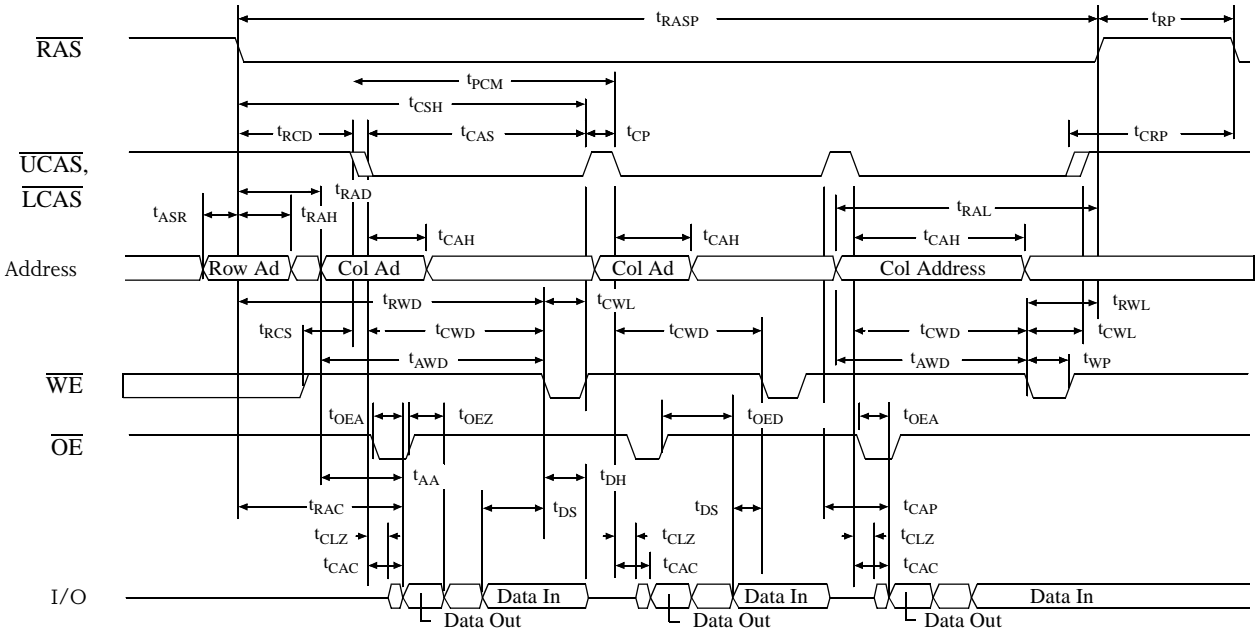 tRASP tRP
RAS
tPCM
tCSH
tRCD tCAS tCP tCRP
UCAS,
LCAS
tRAD
tASR tRAH tRAL
tCAH tCAH tCAH
Address Row Ad Col Ad Col Ad Col Address
tRWD tCWL tRWL
tRCS tCWD tCWD tCWD tCWL
tAWD tAWD tWP
WE
tOEA tOEZ tOED tOEA
OE
tAA tDH
tRAC tDS tDS tCAP
tCLZ tCLZ tCLZ
tCAC tCAC tCAC
I/O Data In Data In Data In
Data Out Data Out Data Out